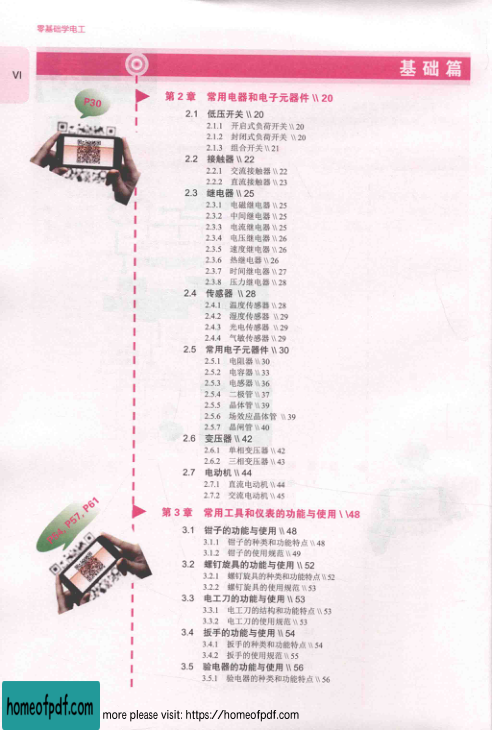 零基础学电工
VI
基础篇
P30
第2章 常用电器和电子元器件 \\ 20
2.1 低压开关 \\ 20
2.1.1 开启式负荷开关 \\ 20
2.1.2 封闭式负荷开关 \\ 20
2.1.3 组合开关 \\ 21
2.2 接触器 \\ 22
2.2.1 交流接触器 \\ 22
2.2.2 直流接触器 \\ 23
2.3 继电器 \\ 25
2.3.1 电磁继电器 \\ 25
2.3.2 中间继电器 \\ 25
2.3.3 电流继电器 \\ 25
2.3.4 电压继电器 \\ 26
2.3.5 速度继电器 \\ 26
2.3.6 热继电器 \\ 26
2.3.7 时间继电器 \\ 27
2.3.8 压力继电器 \\ 28
2.4 传感器 \\ 28
2.4.1 温度传感器 \\ 28
2.4.2 湿度传感器 \\ 29
2.4.3 光电传感器 \\ 29
2.4.4 气敏传感器 \\ 29
2.5 常用电子元器件 \\ 30
2.5.1 电阻器 \\ 30
2.5.2 电容器 \\ 33
2.5.3 电感器 \\ 36
2.5.4 二极管 \\ 37
2.5.5 晶体管 \\ 39
2.5.6 场效应晶体管 \\ 39
2.5.7 晶闸管 \\ 40
2.6 变压器 \\ 42
2.6.1 单相变压器 \\ 42
2.6.2 三相变压器 \\ 43
2.7 电动机 \\ 44
2.7.1 直流电动机 \\ 44
2.7.2 交流电动机 \\ 45
P54、P57、P61
第3章 常用工具和仪表的功能与使用 \\ 48
3.1 钳子的功能与使用 \\ 48
3.1.1 钳子的种类和功能特点 \\ 48
3.1.2 钳子的使用规范 \\ 49
3.2 螺钉旋具的功能与使用 \\ 52
3.2.1 螺钉旋具的种类和功能特点 \\ 52
3.2.2 螺钉旋具的使用规范 \\ 53
3.3 电工刀的功能与使用 \\ 53
3.3.1 电工刀的结构和功能特点 \\ 53
3.3.2 电工刀的使用规范 \\ 53
3.4 扳手的功能与使用 \\ 54
3.4.1 扳手的种类和功能特点 \\ 54
3.4.2 扳手的使用规范 \\ 55
3.5 验电器的功能与使用 \\ 56
3.5.1 验电器的种类和功能特点 \\ 56
homeofpdf.com
more please visit: https://homeofpdf.com